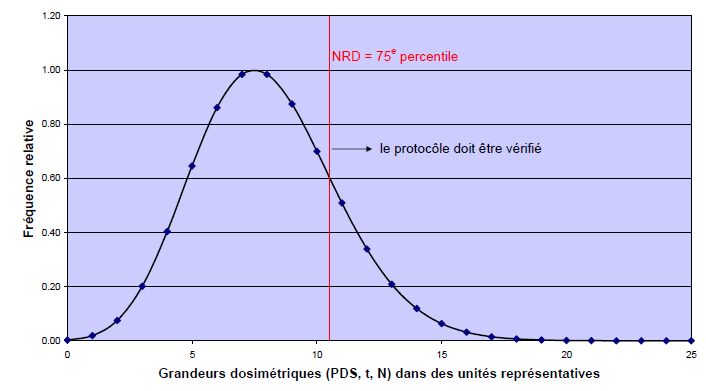 1.20
1.00
0.80
0.60
0.40
0.20
0.00
Fréquence relative
NRD = 75e percentile
le protocôle doit être vérifié
0 5 10 15 20 25
Grandeurs dosimétriques (PDS, t, N) dans des unités représentatives